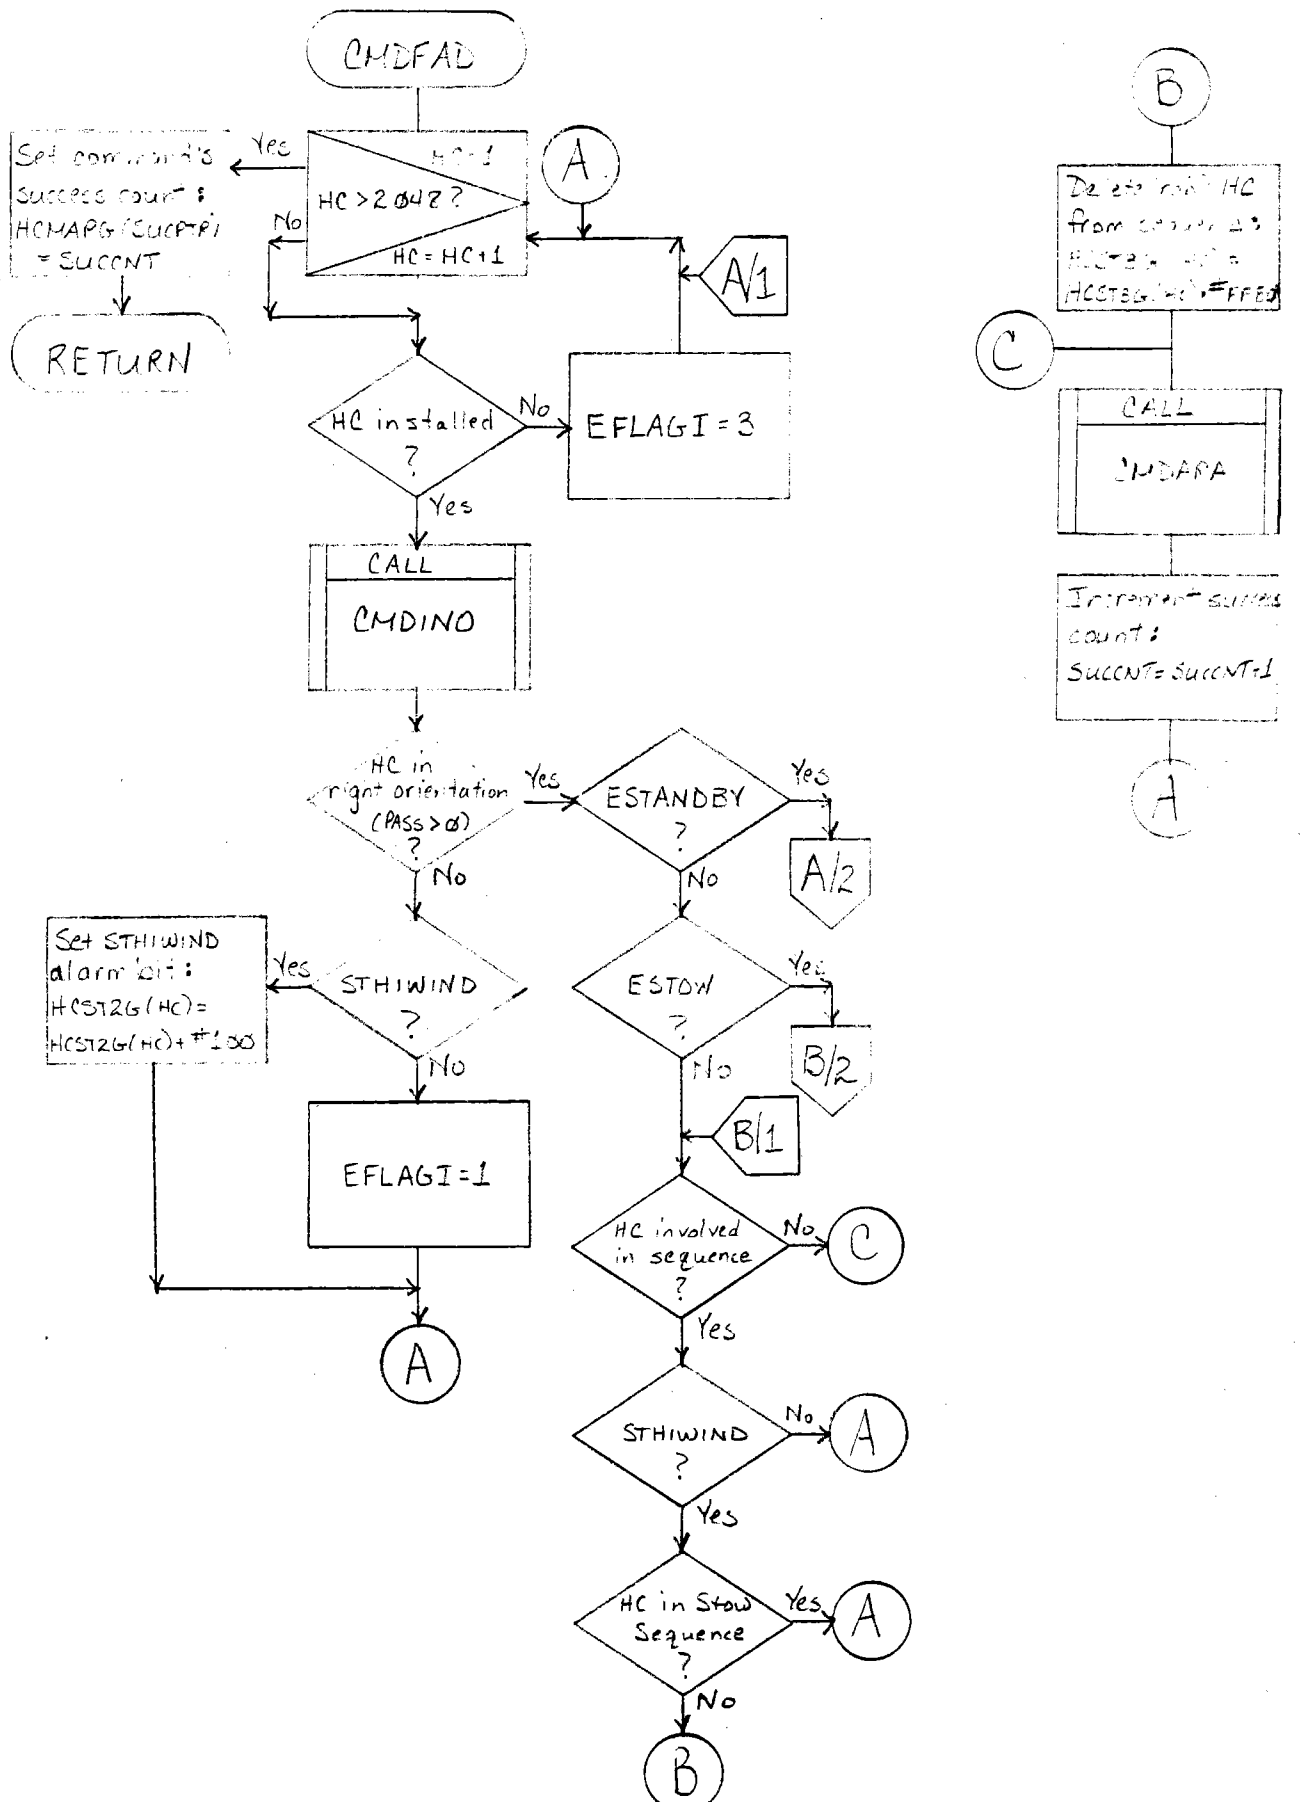 CMDFAD
HC=1
HC>2048?
HC=HC+1
Yes
No
Set command's
success count:
HCMAPG(SUCPTR)
=SUCCNT
RETURN
A
A/1
HC installed
?
No
EFLAGI=3
Yes
CALL
CMDINO
HC in
right orientation
(PASS>0)
?
Yes
No
ESTANDBY
?
Yes
A/2
No
STHIWIND
?
Yes
Set STHIWIND
alarm bit:
HCST2G(HC)=
HCST2G(HC)+#100
No
EFLAGI=1
A
ESTOW
?
Yes
B/2
No
B/1
HC involved
in sequence
?
No
C
Yes
STHIWIND
?
No
A
Yes
HC in Stow
Sequence
?
Yes
A
No
B
B
Delete HC
from
HCSTBG
C
CALL
CMDAPA
Increment success
count:
SUCCNT=SUCCNT+1
A